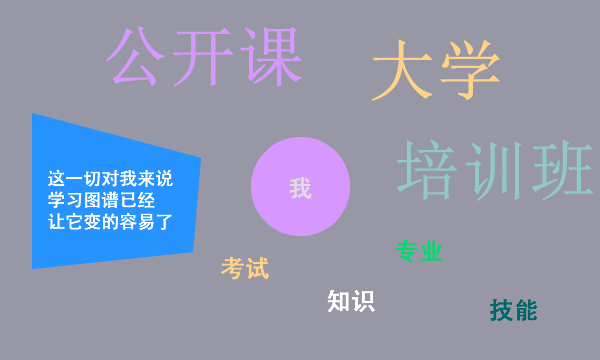 公开课
大学
培训班
这一切对我来说
学习图谱已经
让它变的容易了
我
专业
考试
知识
技能